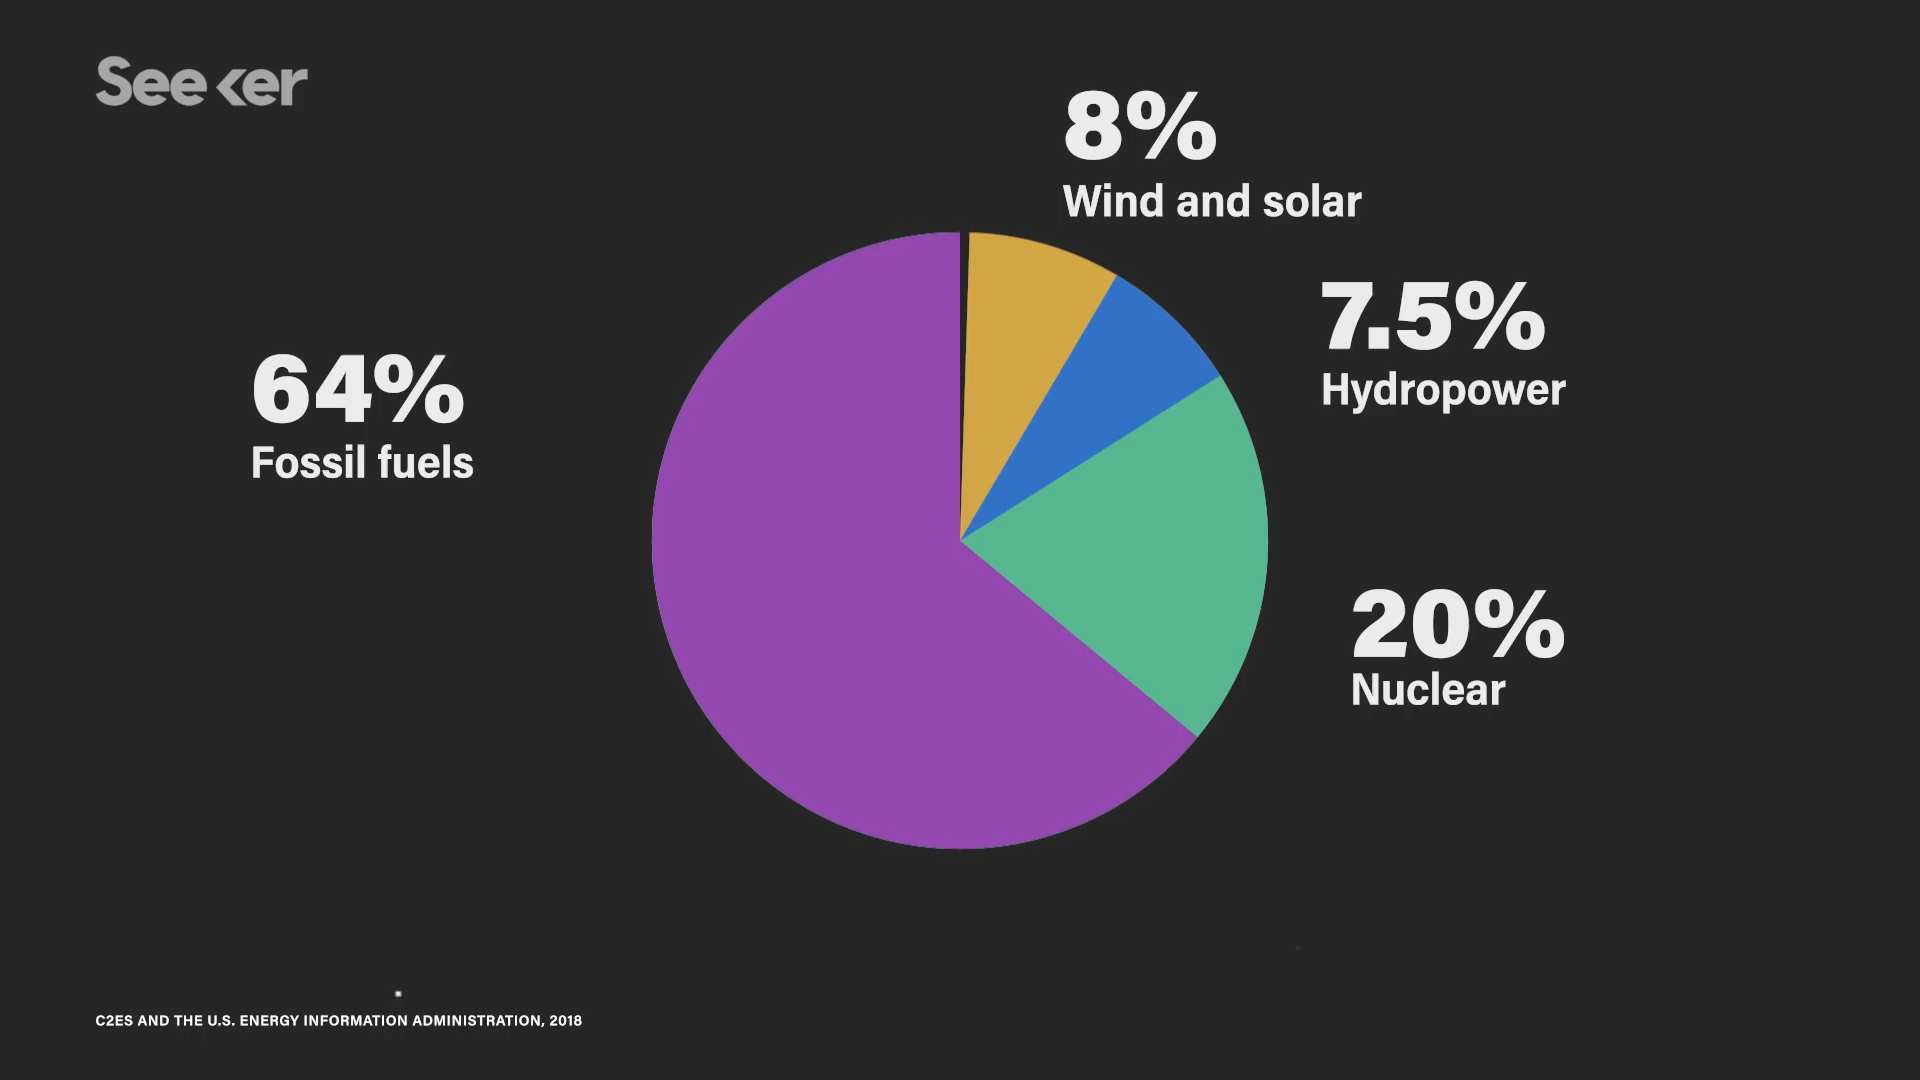 Seeker
8%
Wind and solar
7.5%
Hydropower
64%
Fossil fuels
20%
Nuclear
C2ES AND THE U.S. ENERGY INFORMATION ADMINISTRATION, 2018